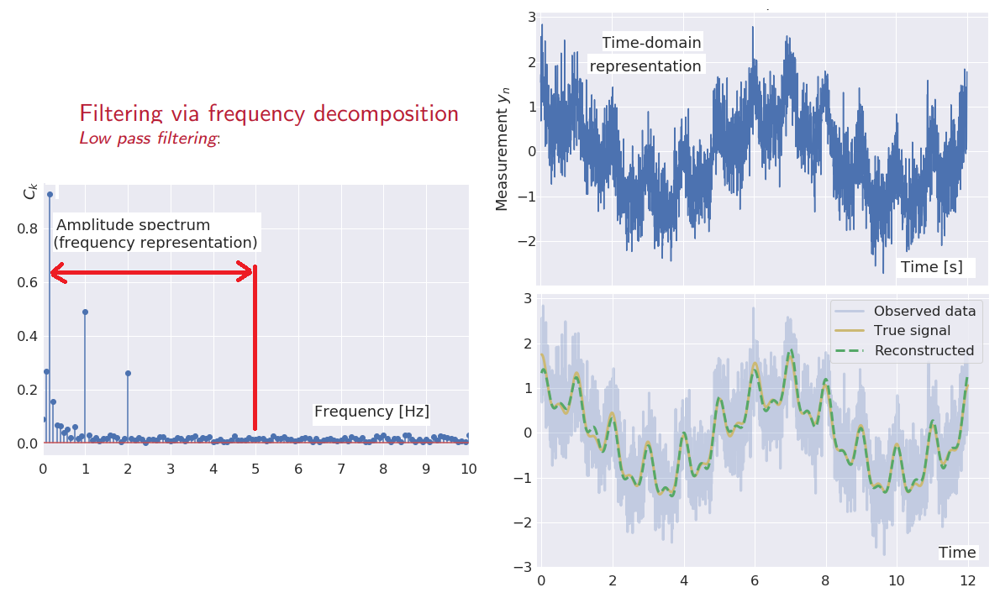 Filtering via frequency decomposition
Low pass filtering:
C_k
Amplitude spectrum
(frequency representation)
Frequency [Hz]
0.8
0.6
0.4
0.2
0.0
0 1 2 3 4 5 6 7 8 9 10
Time-domain
representation
Measurement y_n
3
2
1
0
−1
−2
Time [s]
Observed data
True signal
Reconstructed
3
2
1
0
−1
−2
−3
Time
0 2 4 6 8 10 12